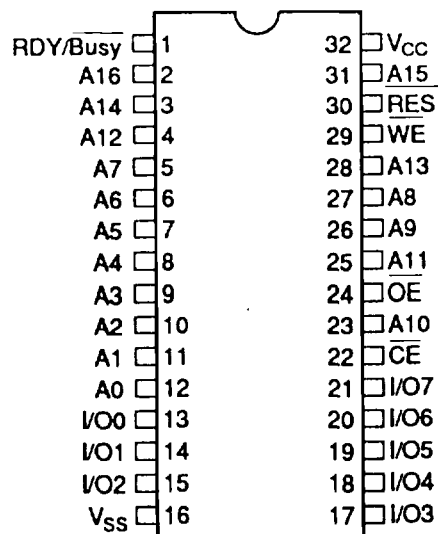 RDY/Busy 1 32 VCC
A16 2 31 A15
A14 3 30 RES
A12 4 29 WE
A7 5 28 A13
A6 6 27 A8
A5 7 26 A9
A4 8 25 A11
A3 9 24 OE
A2 10 23 A10
A1 11 22 CE
A0 12 21 I/O7
I/O0 13 20 I/O6
I/O1 14 19 I/O5
I/O2 15 18 I/O4
VSS 16 17 I/O3